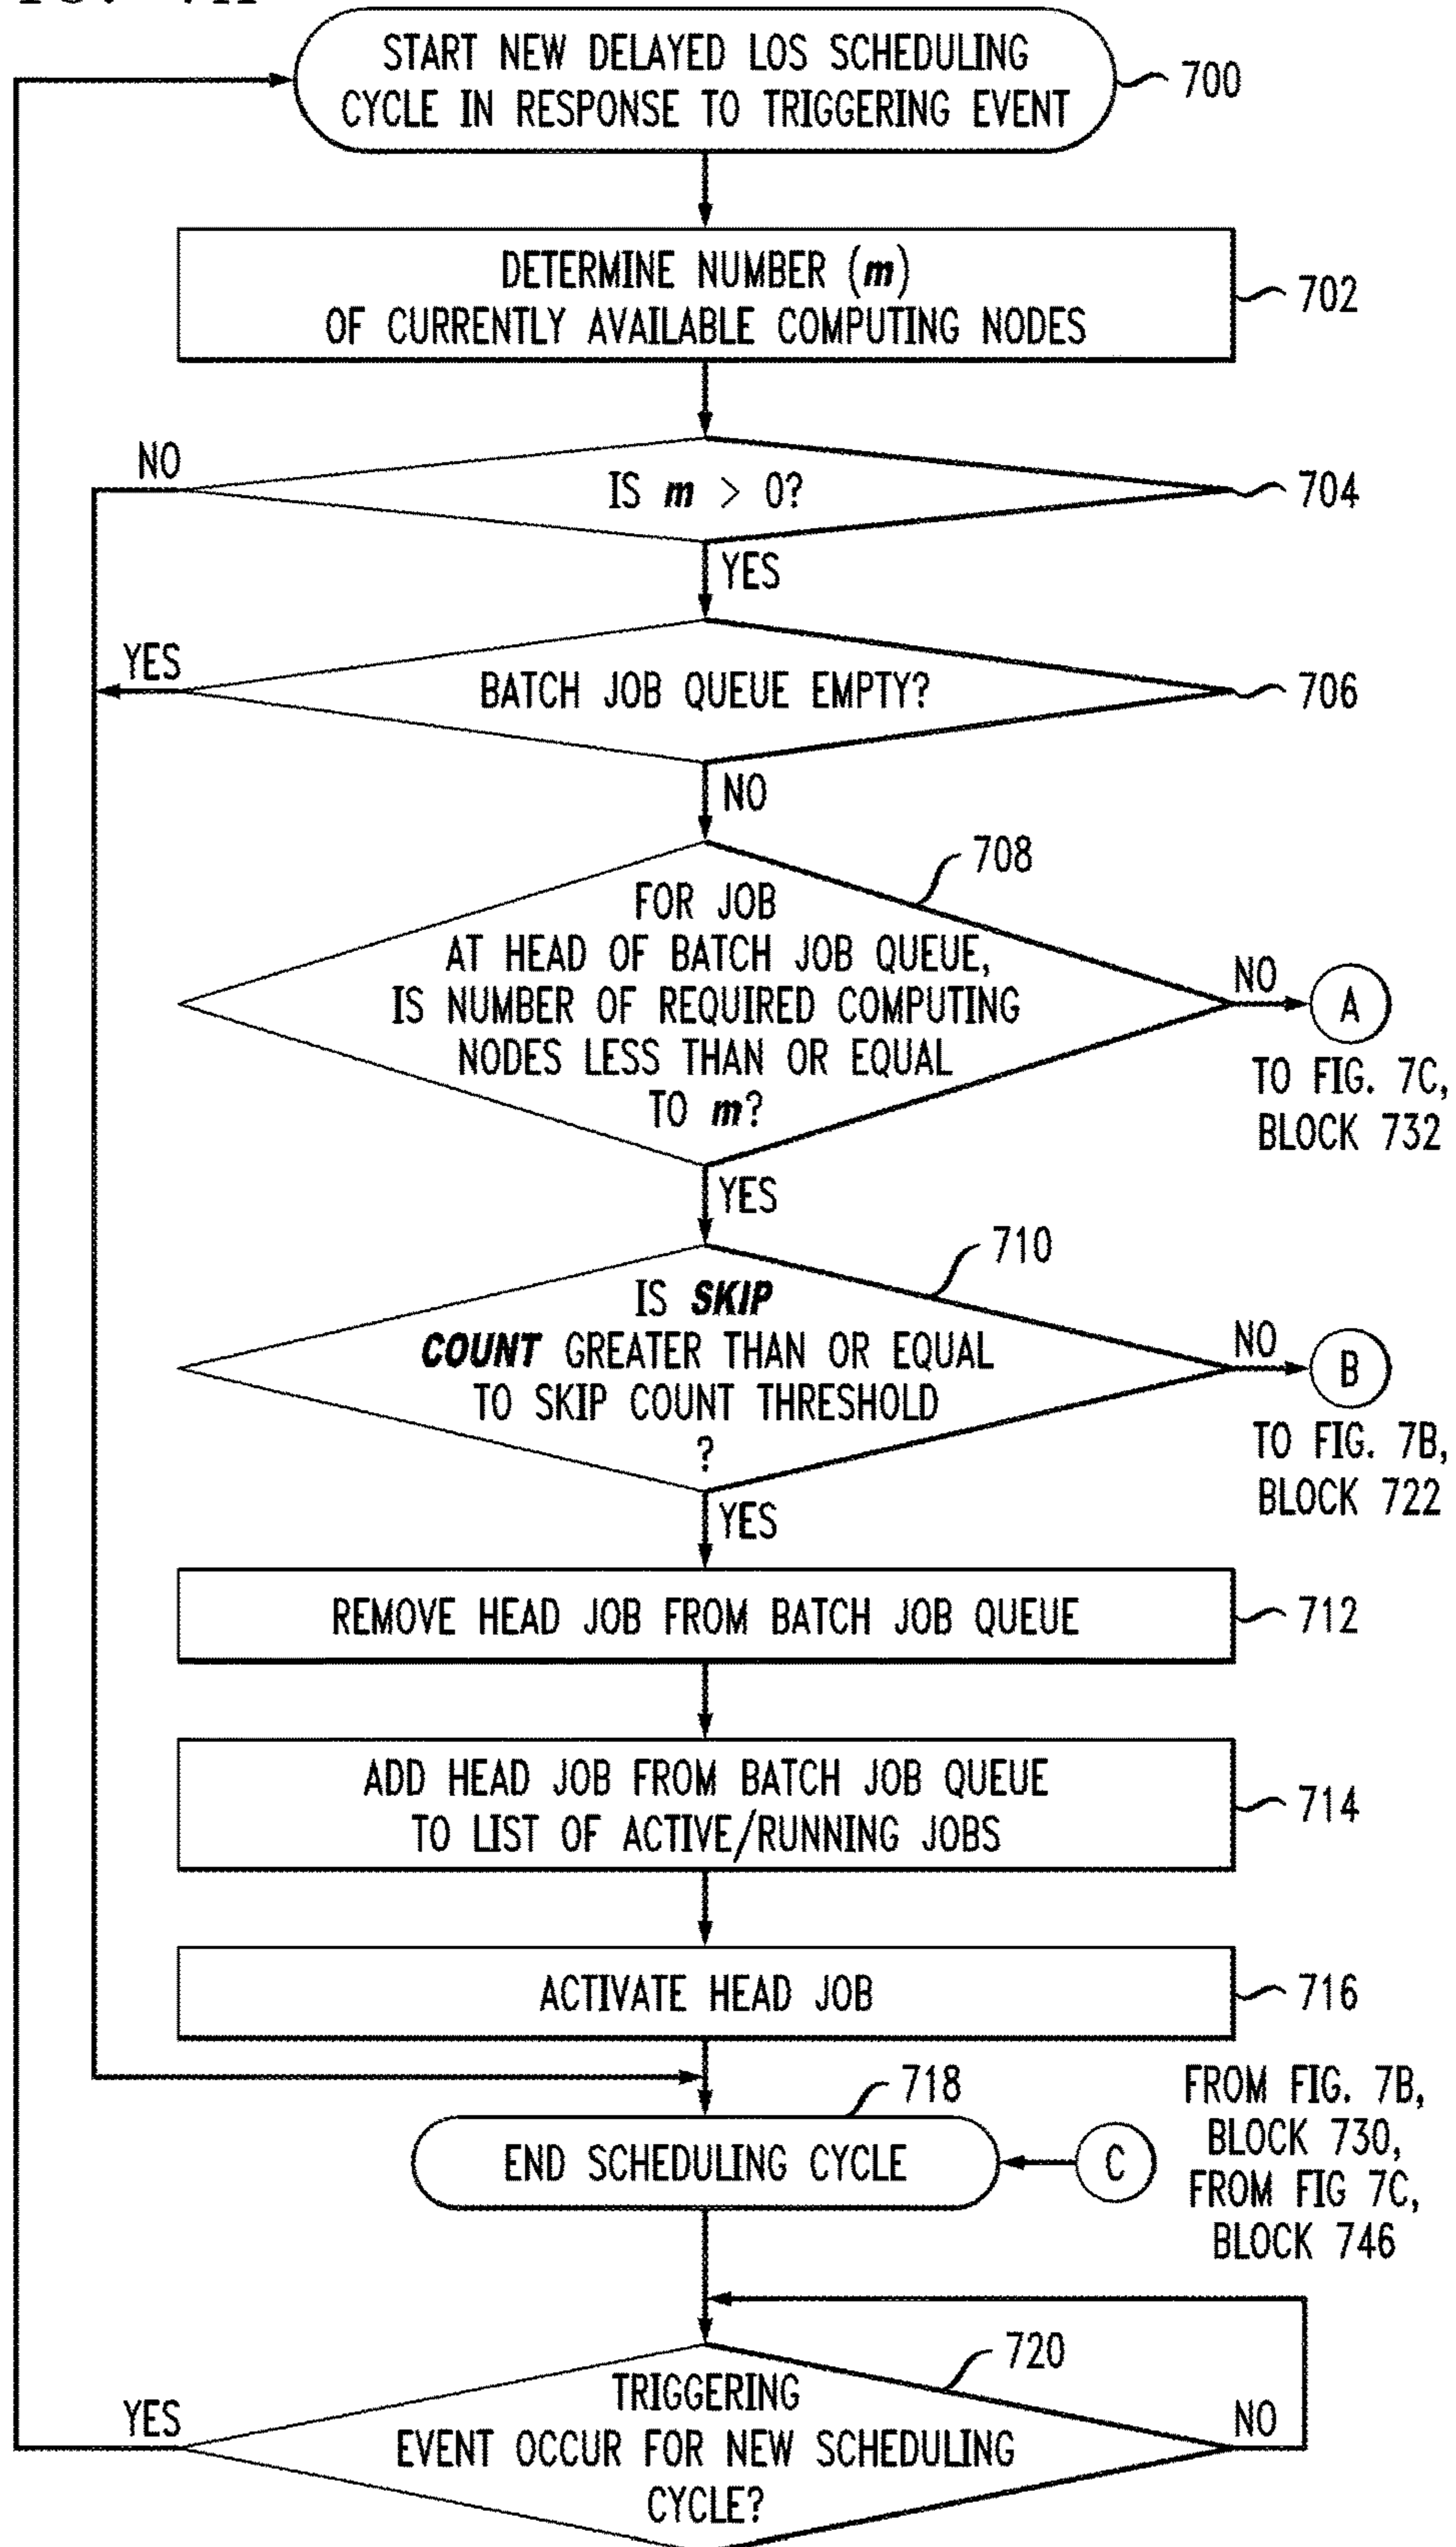 START NEW DELAYED LOS SCHEDULING
CYCLE IN RESPONSE TO TRIGGERING EVENT
700
DETERMINE NUMBER (m)
OF CURRENTLY AVAILABLE COMPUTING NODES
702
NO
IS m > 0?
704
YES
YES
BATCH JOB QUEUE EMPTY?
706
NO
708
FOR JOB
AT HEAD OF BATCH JOB QUEUE,
IS NUMBER OF REQUIRED COMPUTING
NODES LESS THAN OR EQUAL
TO m?
NO
A
TO FIG. 7C,
BLOCK 732
YES
710
IS SKIP
COUNT GREATER THAN OR EQUAL
TO SKIP COUNT THRESHOLD
?
NO
B
TO FIG. 7B,
BLOCK 722
YES
REMOVE HEAD JOB FROM BATCH JOB QUEUE
712
ADD HEAD JOB FROM BATCH JOB QUEUE
TO LIST OF ACTIVE/RUNNING JOBS
714
ACTIVATE HEAD JOB
716
718
END SCHEDULING CYCLE
C
FROM FIG. 7B,
BLOCK 730,
FROM FIG 7C,
BLOCK 746
720
YES
TRIGGERING
EVENT OCCUR FOR NEW SCHEDULING
CYCLE?
NO